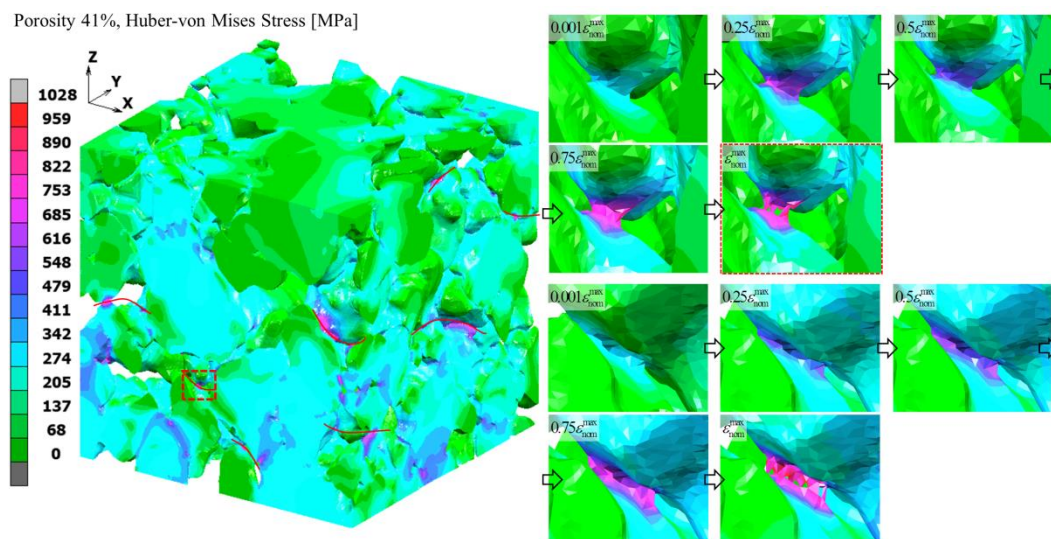 Porosity 41%, Huber-von Mises Stress [MPa]
Z
Y
X
1028
959
890
822
753
685
616
548
479
411
342
274
205
137
68
0
0.001ε_nom^max
0.25ε_nom^max
0.5ε_nom^max
0.75ε_nom^max
ε_nom^max
0.001ε_nom^max
0.25ε_nom^max
0.5ε_nom^max
0.75ε_nom^max
ε_nom^max